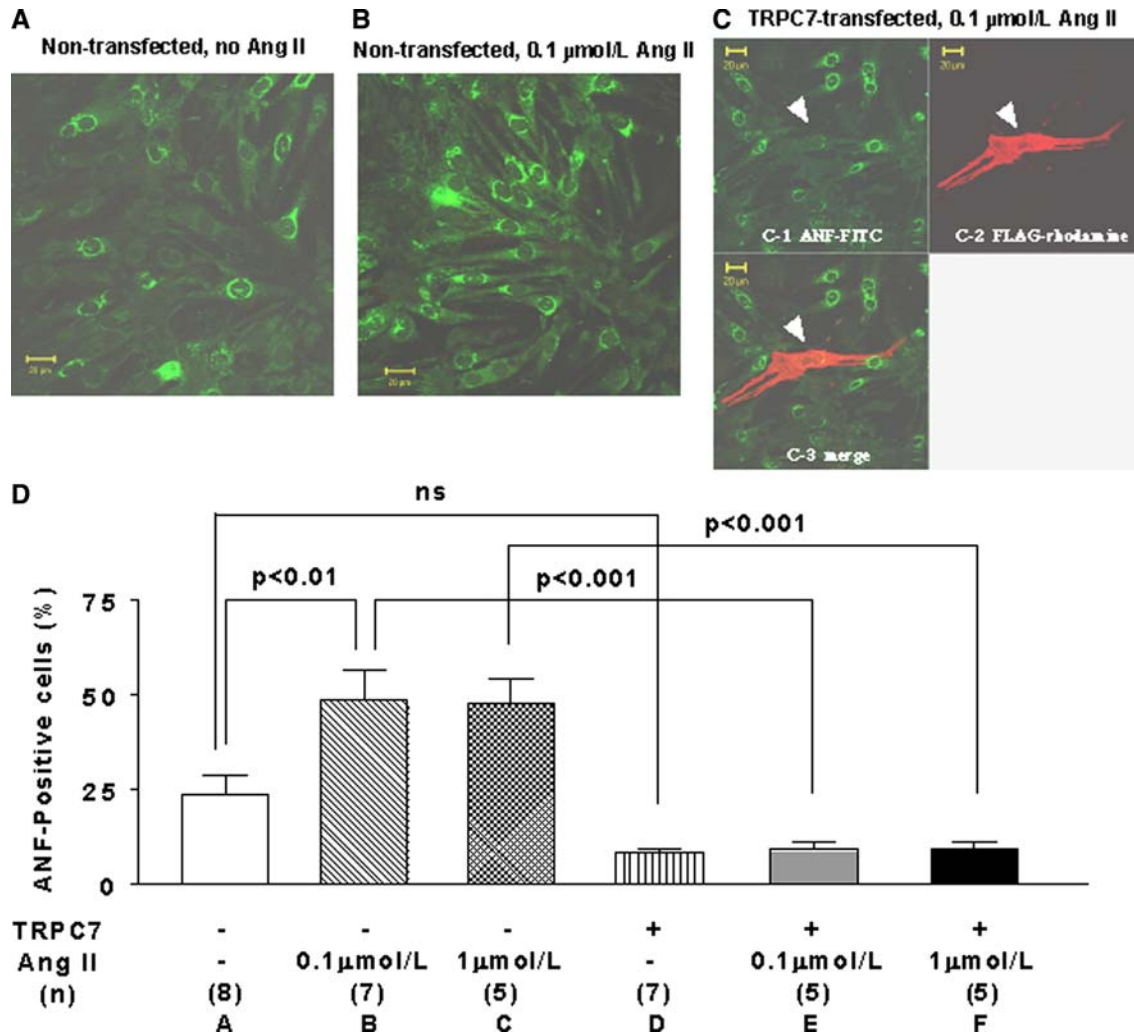 A
Non-transfected, no Ang II
20 µm
B
Non-transfected, 0.1 µmol/L Ang II
20 µm
C
TRPC7-transfected, 0.1 µmol/L Ang II
20 µm
C-1 ANF-FITC
20 µm
C-2 FLAG-rhodamine
20 µm
C-3 merge
D
ns
p<0.001
p<0.01
p<0.001
ANF-Positive cells (%)
75
50
25
0
TRPC7 - - - + + +
Ang II - 0.1µmol/L 1µmol/L - 0.1µmol/L 1µmol/L
(n) (8) (7) (5) (7) (5) (5)
A B C D E F